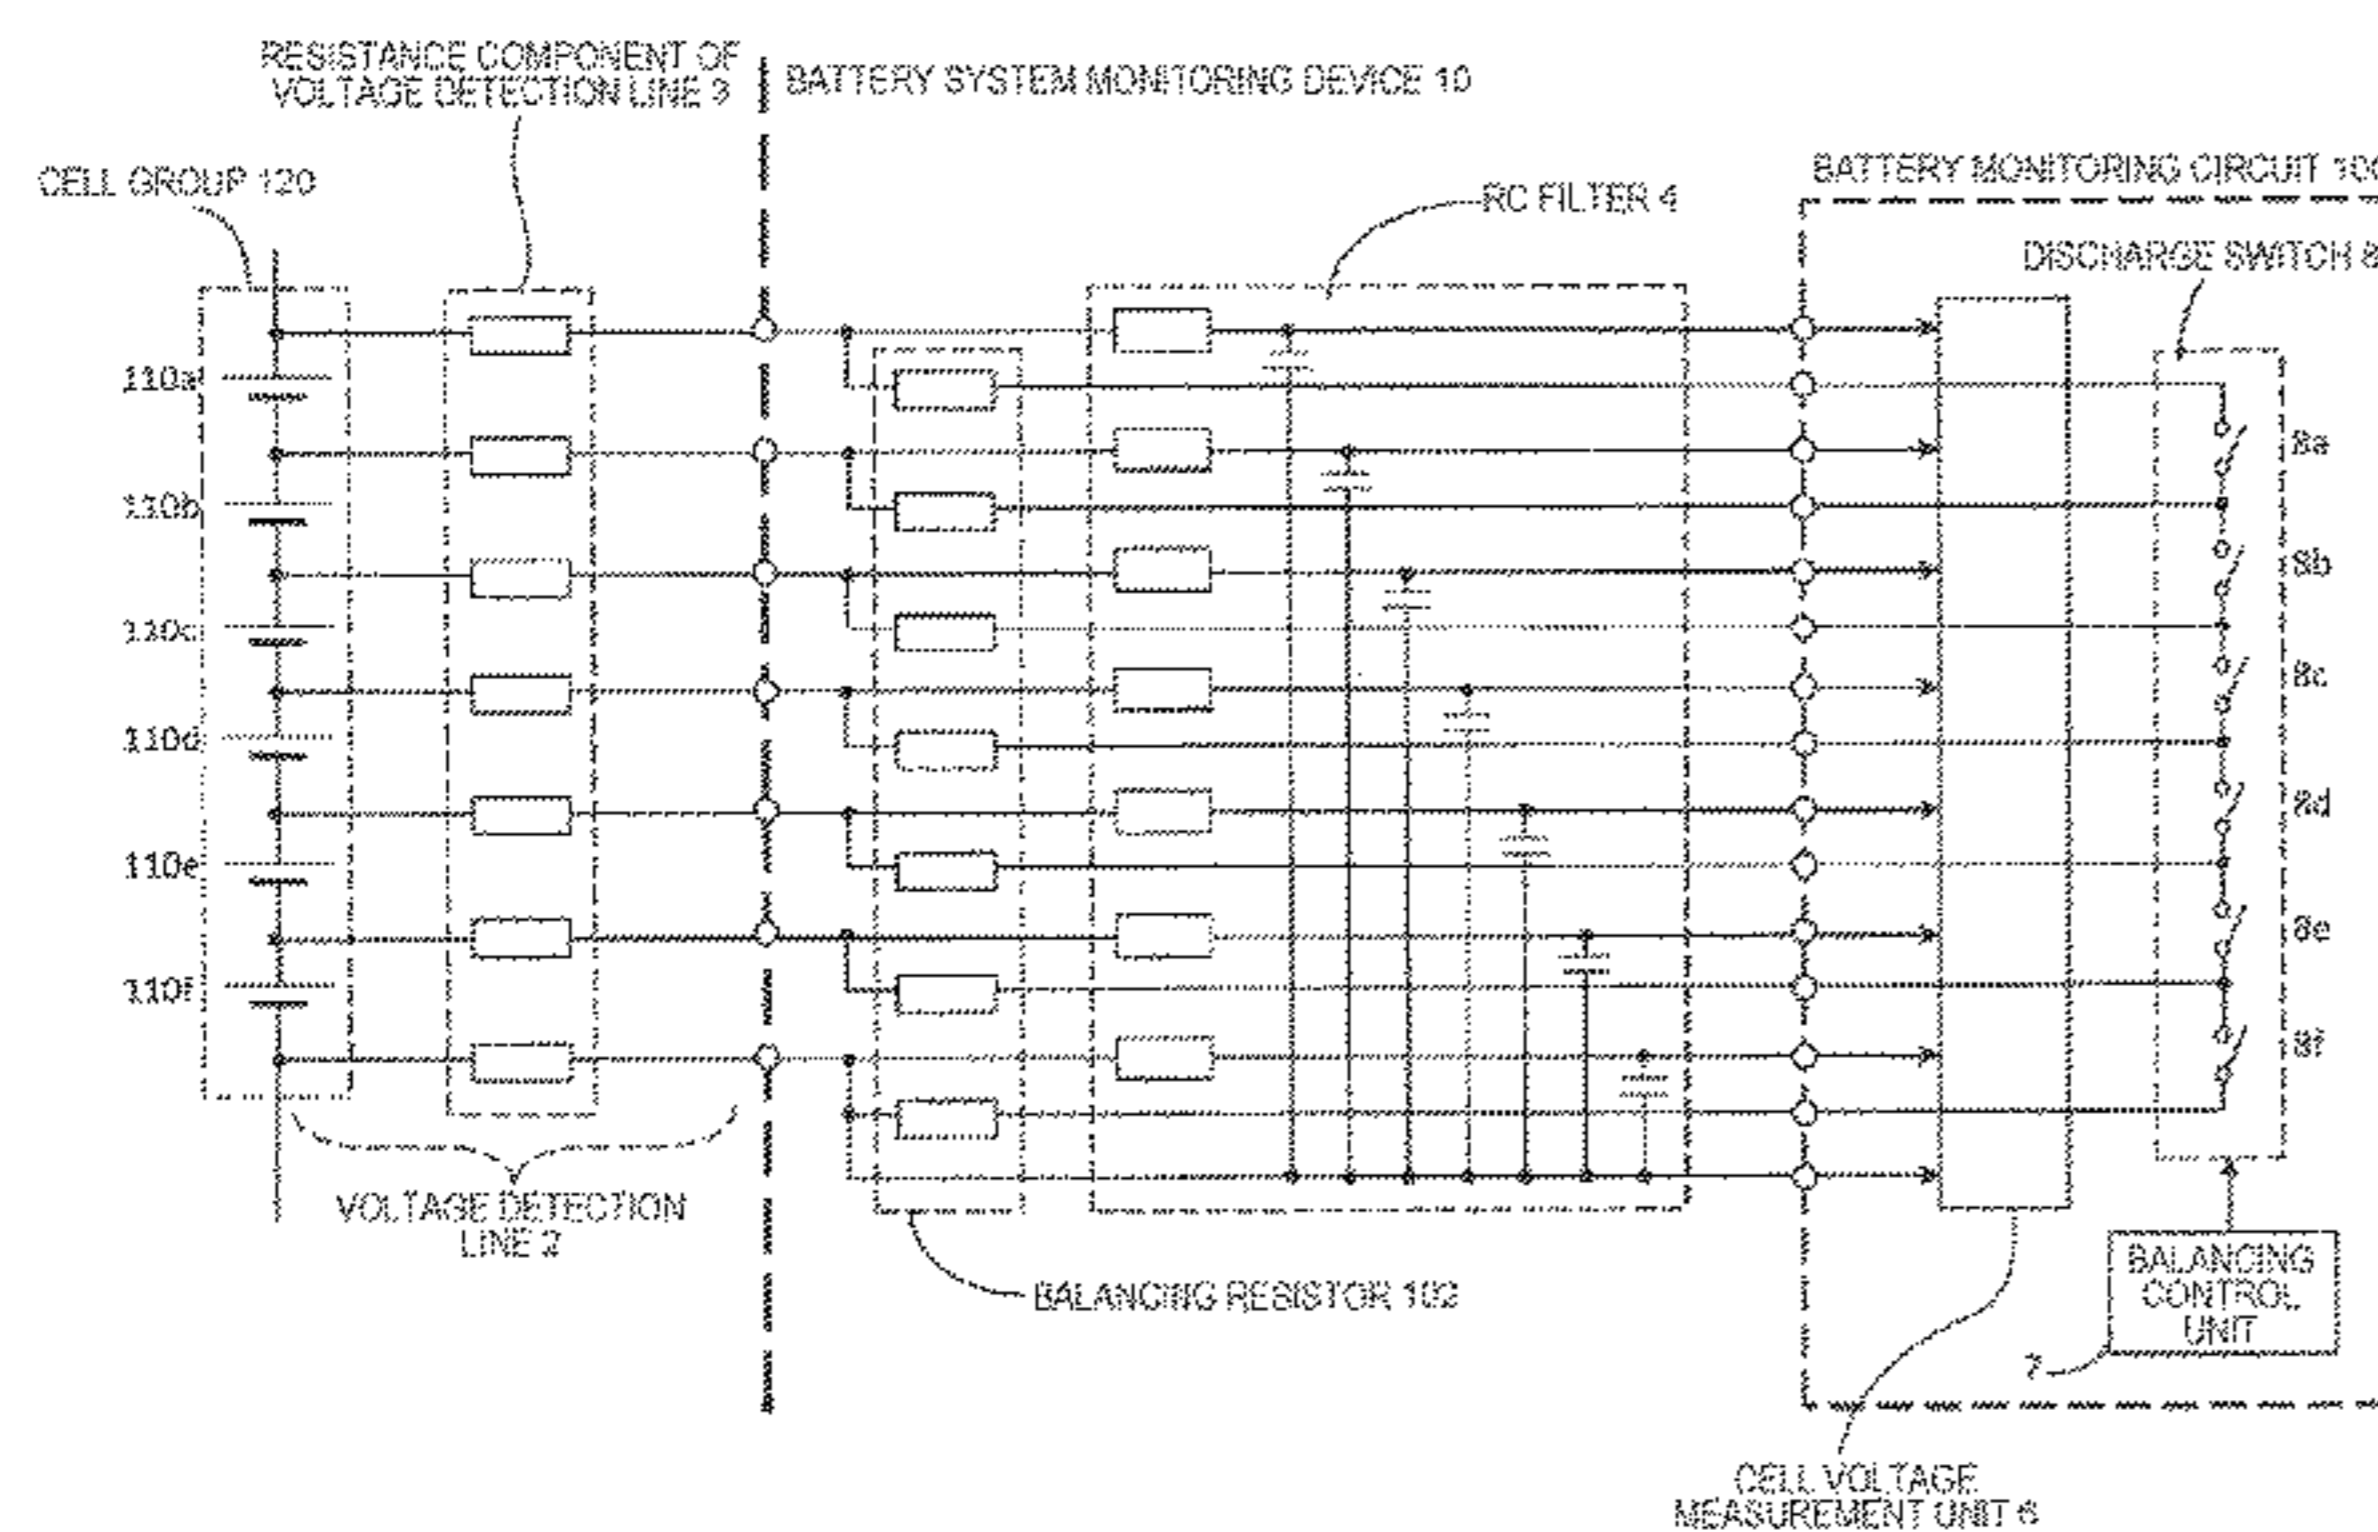 RESISTANCE COMPONENT OF
VOLTAGE DETECTION LINE 3
BATTERY SYSTEM MONITORING DEVICE 10
CELL GROUP 120
RC FILTER 4
BATTERY MONITORING CIRCUIT 100
DISCHARGE SWITCH 8
110a
110b
110c
110d
110e
110f
8a
8b
8c
8d
8e
8f
VOLTAGE DETECTION
LINE 2
BALANCING RESISTOR 102
BALANCING
CONTROL
UNIT
7
CELL VOLTAGE
MEASUREMENT UNIT 6